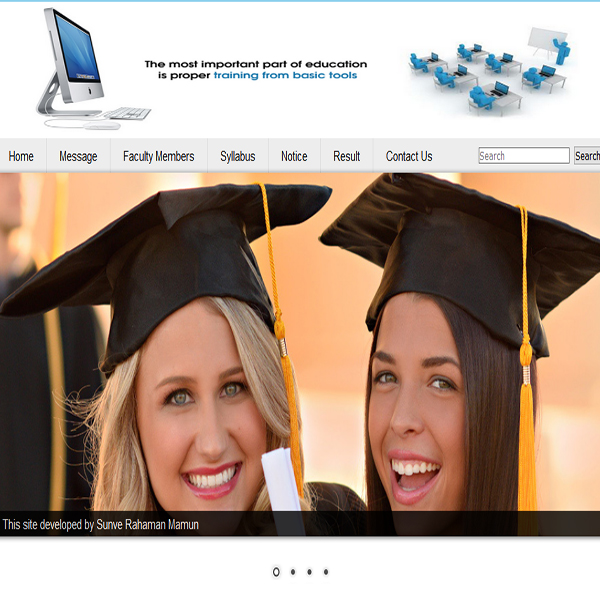 The most important part of education
is proper training from basic tools
Home Message Faculty Members Syllabus Notice Result Contact Us Search Search
This site developed by Sunve Rahaman Mamun